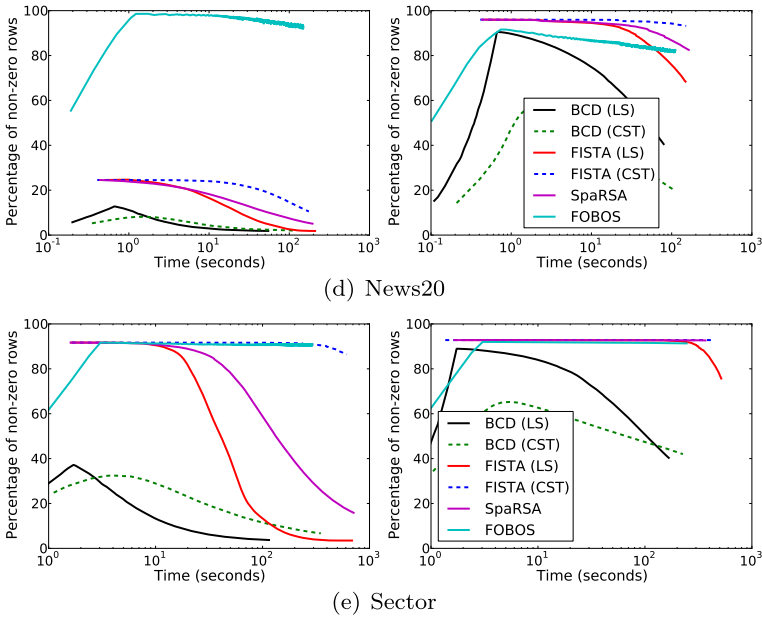 100
80
60
40
20
0
Percentage of non-zero rows
10^-1 10^0 10^1 10^2 10^3
Time (seconds)
100
80
60
40
20
0
Percentage of non-zero rows
BCD (LS)
BCD (CST)
FISTA (LS)
FISTA (CST)
SpaRSA
FOBOS
10^-1 10^0 10^1 10^2 10^3
Time (seconds)
(d) News20
100
80
60
40
20
0
Percentage of non-zero rows
10^0 10^1 10^2 10^3
Time (seconds)
100
80
60
40
20
0
Percentage of non-zero rows
BCD (LS)
BCD (CST)
FISTA (LS)
FISTA (CST)
SpaRSA
FOBOS
10^0 10^1 10^2 10^3
Time (seconds)
(e) Sector